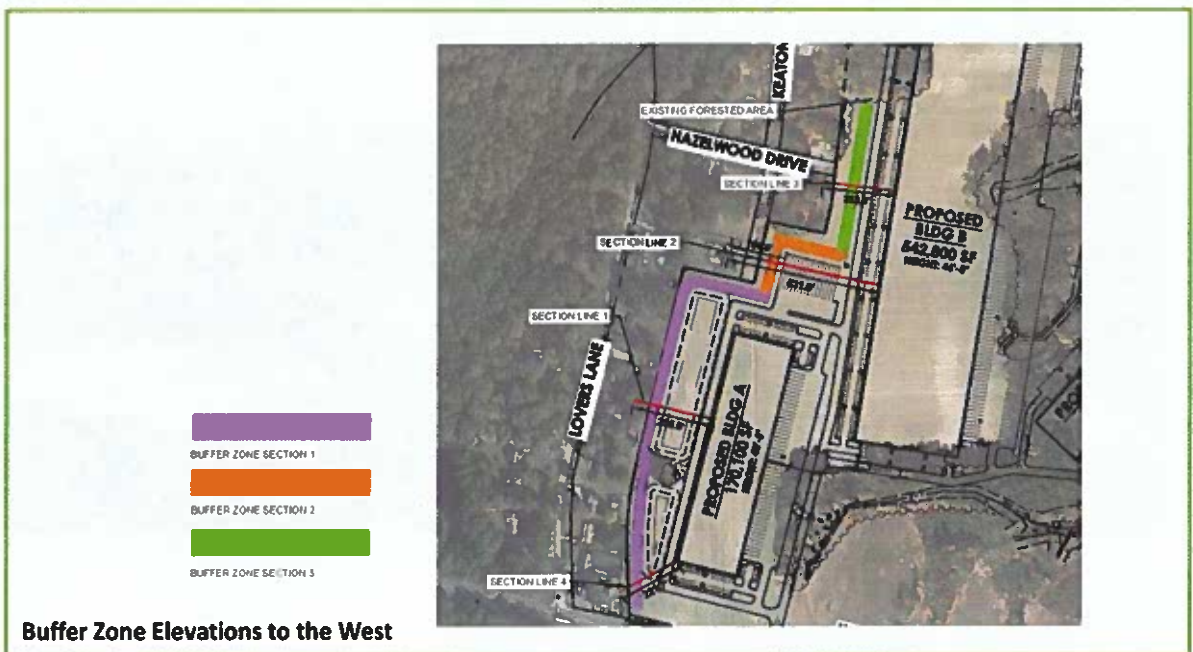 KEATON
EXISTING FORESTED AREA
HAZELWOOD DRIVE
SECTION LINE 3
SECTION LINE 2
PROPOSED
BLDG B
SECTION LINE 1
LOVERS LANE
PROPOSED BLDG A
170,100 SF
SECTION LINE 4
BUFFER ZONE SECTION 1
BUFFER ZONE SECTION 2
BUFFER ZONE SECTION 3
Buffer Zone Elevations to the West